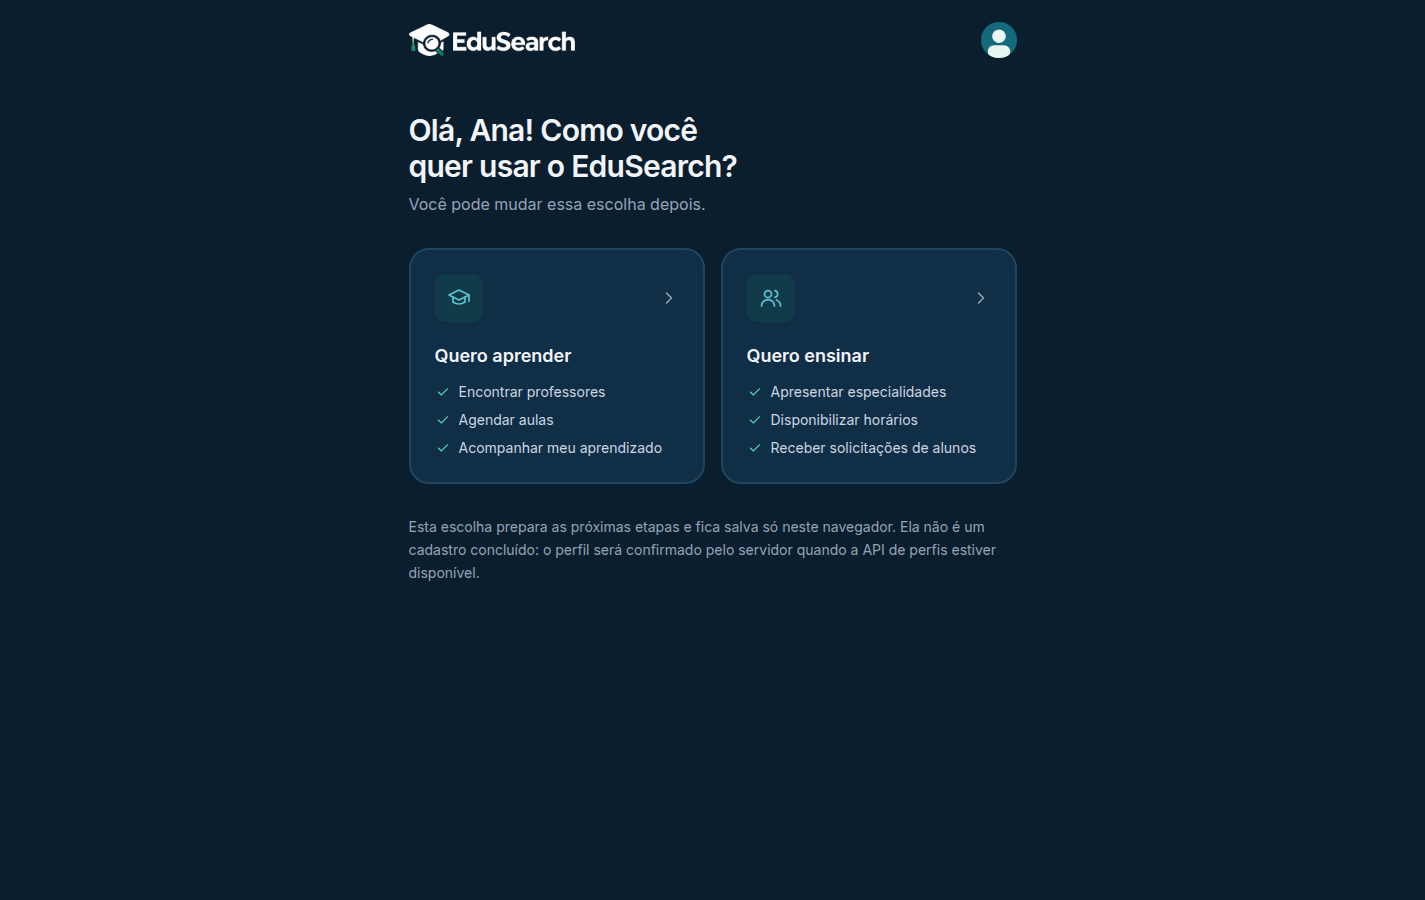 EduSearch
Olá, Ana! Como você
quer usar o EduSearch?
Você pode mudar essa escolha depois.
Quero aprender
Encontrar professores
Agendar aulas
Acompanhar meu aprendizado
Quero ensinar
Apresentar especialidades
Disponibilizar horários
Receber solicitações de alunos
Esta escolha prepara as próximas etapas e fica salva só neste navegador. Ela não é um
cadastro concluído: o perfil será confirmado pelo servidor quando a API de perfis estiver
disponível.